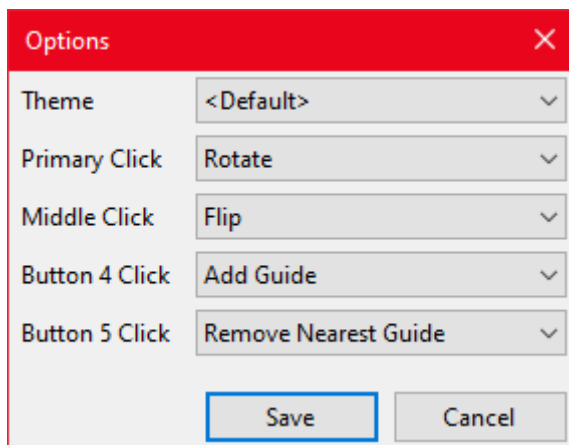 Options
Theme <Default>
Primary Click Rotate
Middle Click Flip
Button 4 Click Add Guide
Button 5 Click Remove Nearest Guide
Save Cancel